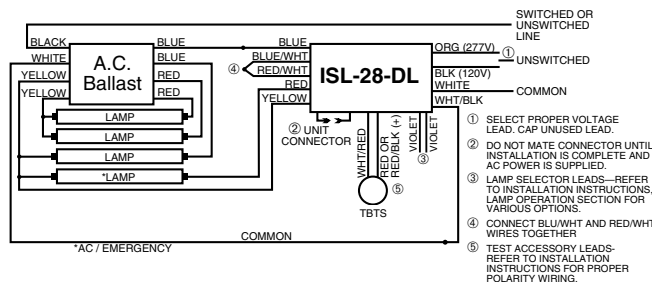 SWITCHED OR
UNSWITCHED
LINE
BLACK
BLUE
BLUE
ORG (277V)
①
UNSWITCHED
WHITE
A.C.
Ballast
BLUE
BLUE/WHT
④
RED/WHT
ISL-28-DL
BLK (120V)
YELLOW
RED
RED
WHITE
COMMON
YELLOW
RED
YELLOW
WHT/BLK
LAMP
LAMP
LAMP
*LAMP
② UNIT
CONNECTOR
WHT/RED
RED OR
RED/BLK (+)
VIOLET
VIOLET
③
⑤
TBTS
COMMON
*AC / EMERGENCY
① SELECT PROPER VOLTAGE
LEAD. CAP UNUSED LEAD.
② DO NOT MATE CONNECTOR UNTIL
INSTALLATION IS COMPLETE AND
AC POWER IS SUPPLIED.
③ LAMP SELECTOR LEADS—REFER
TO INSTALLATION INSTRUCTIONS,
LAMP OPERATION SECTION FOR
VARIOUS OPTIONS.
④ CONNECT BLU/WHT AND RED/WHT
WIRES TOGETHER
⑤ TEST ACCESSORY LEADS-
REFER TO INSTALLATION
INSTRUCTIONS FOR PROPER
POLARITY WIRING.